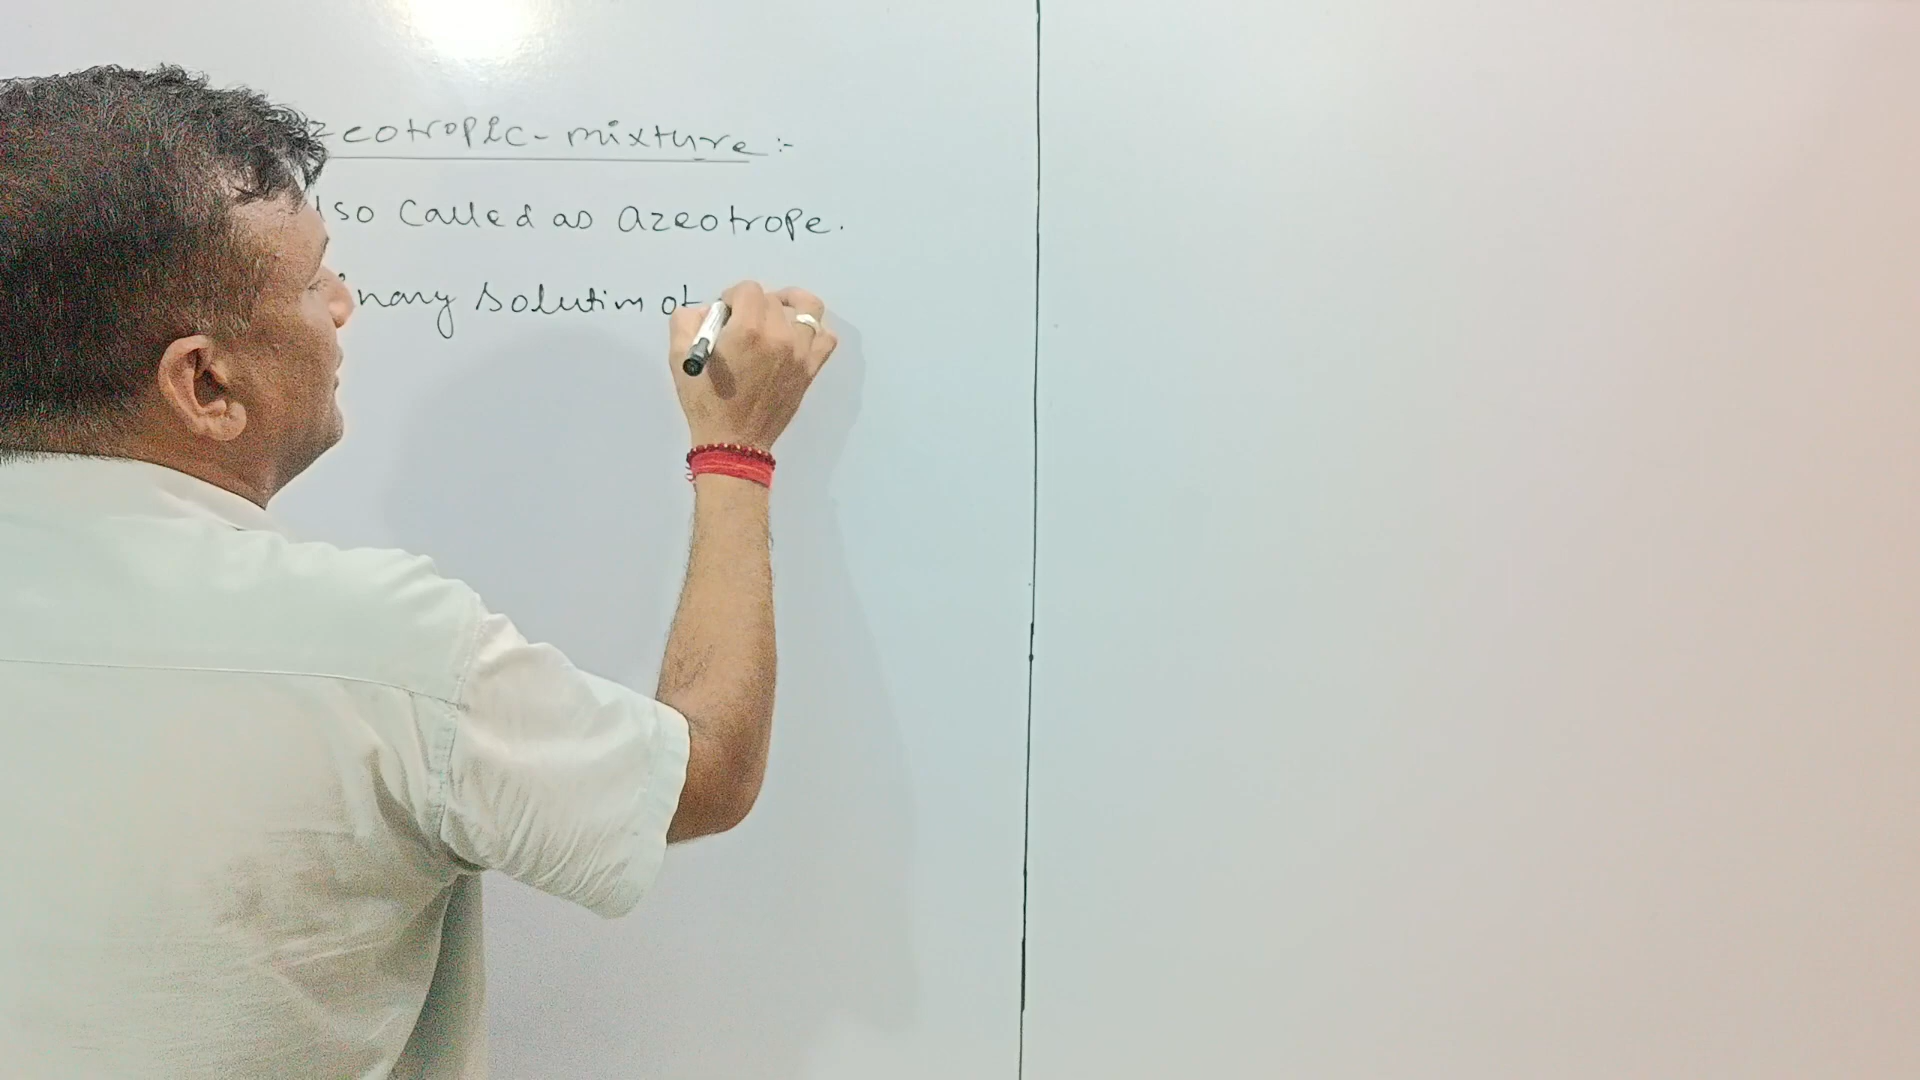 zeotropic-mixture:-
lso called as azeotrope.
nary solution of